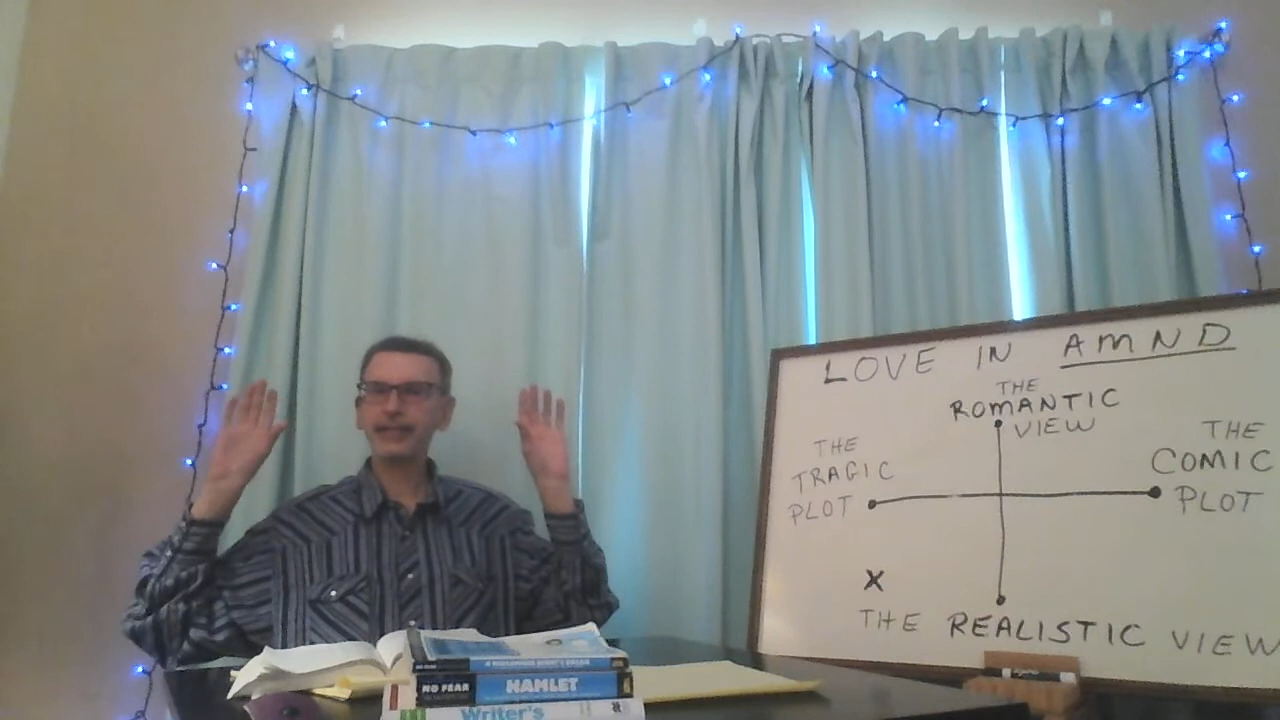 LOVE IN AMND
THE
ROMANTIC
VIEW
THE
TRAGIC
PLOT
THE
COMIC
PLOT
X
THE REALISTIC VIEW
A MIDSUMMER NIGHT'S DREAM
NO FEAR HAMLET
Writer's